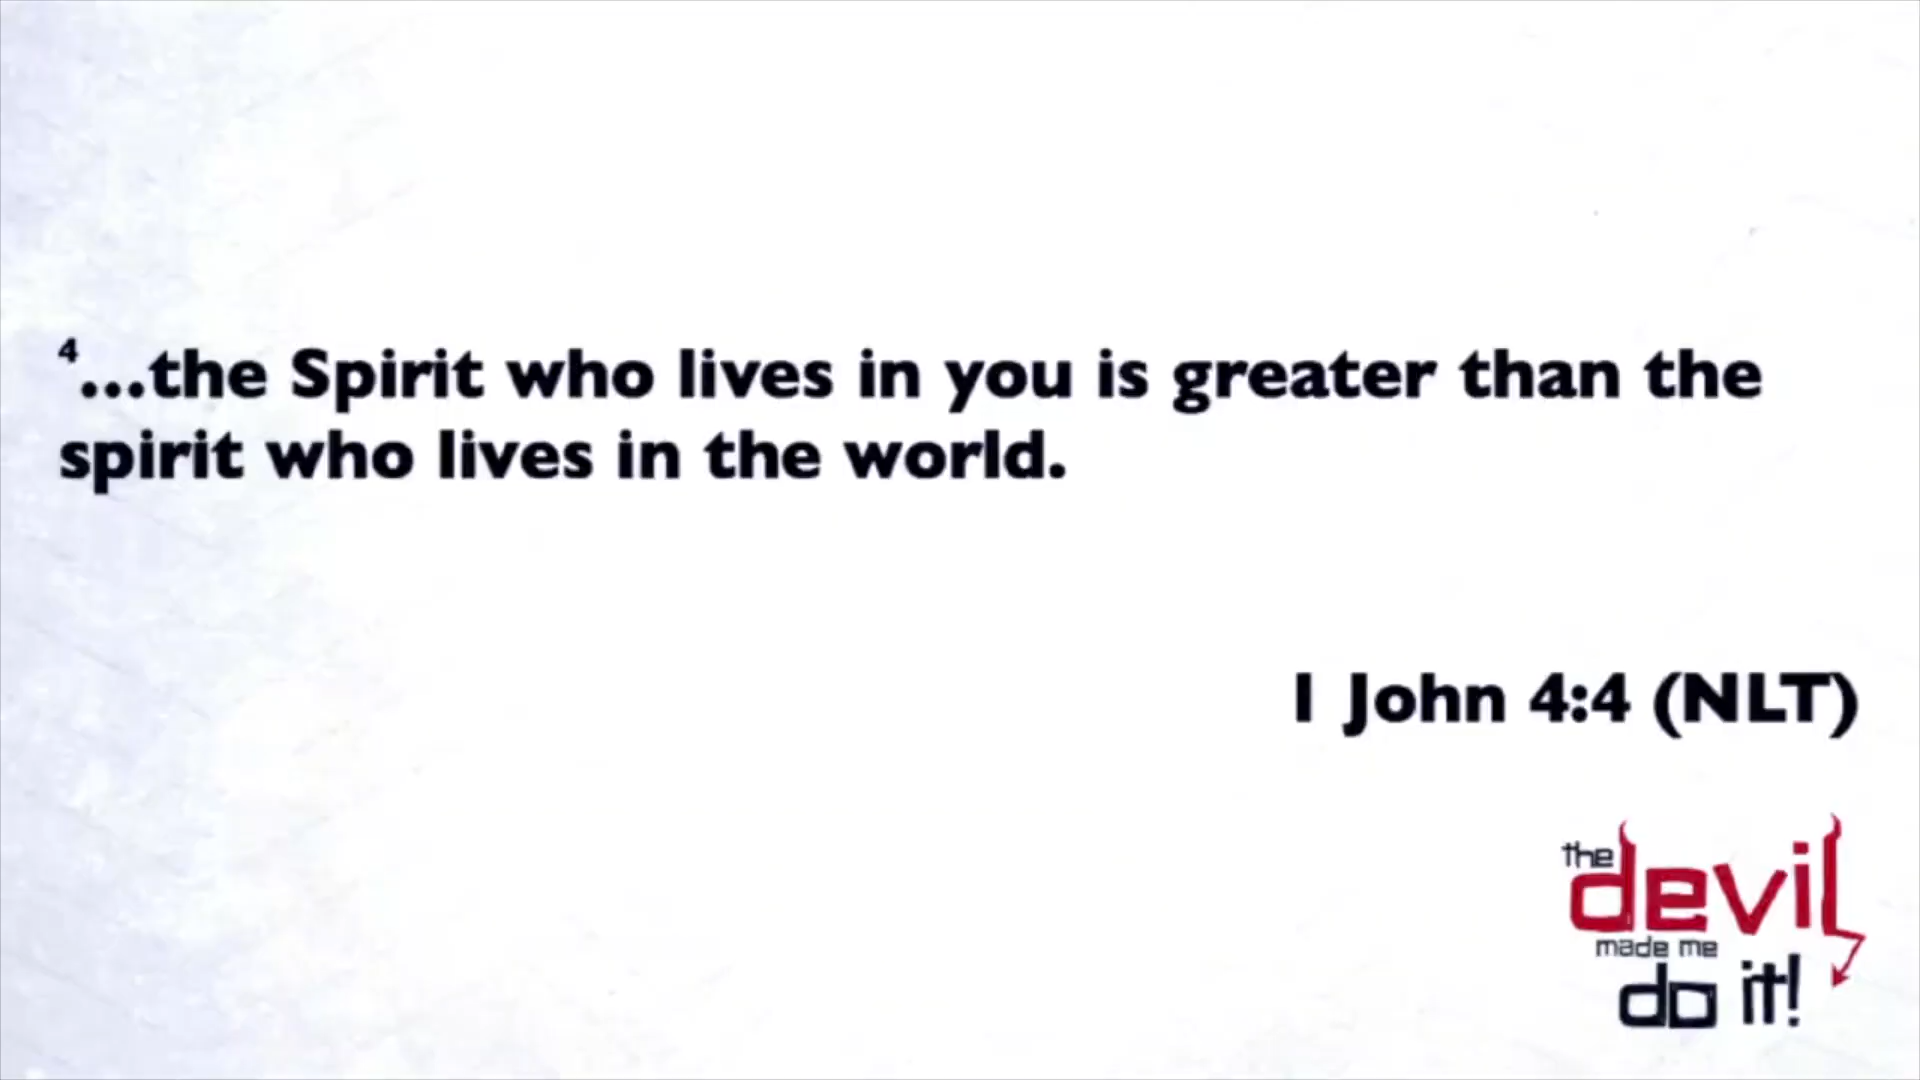 4...the Spirit who lives in you is greater than the
spirit who lives in the world.
1 John 4:4 (NLT)
the
devil
made me
do it!